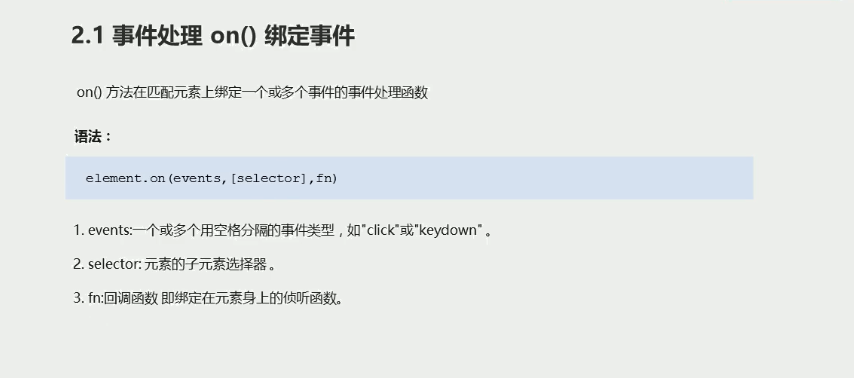 2.1 事件处理 on() 绑定事件
on() 方法在匹配元素上绑定一个或多个事件的事件处理函数
语法：
element.on(events,[selector],fn)
1. events:一个或多个用空格分隔的事件类型，如"click"或"keydown" 。
2. selector: 元素的子元素选择器 。
3. fn:回调函数 即绑定在元素身上的侦听函数。